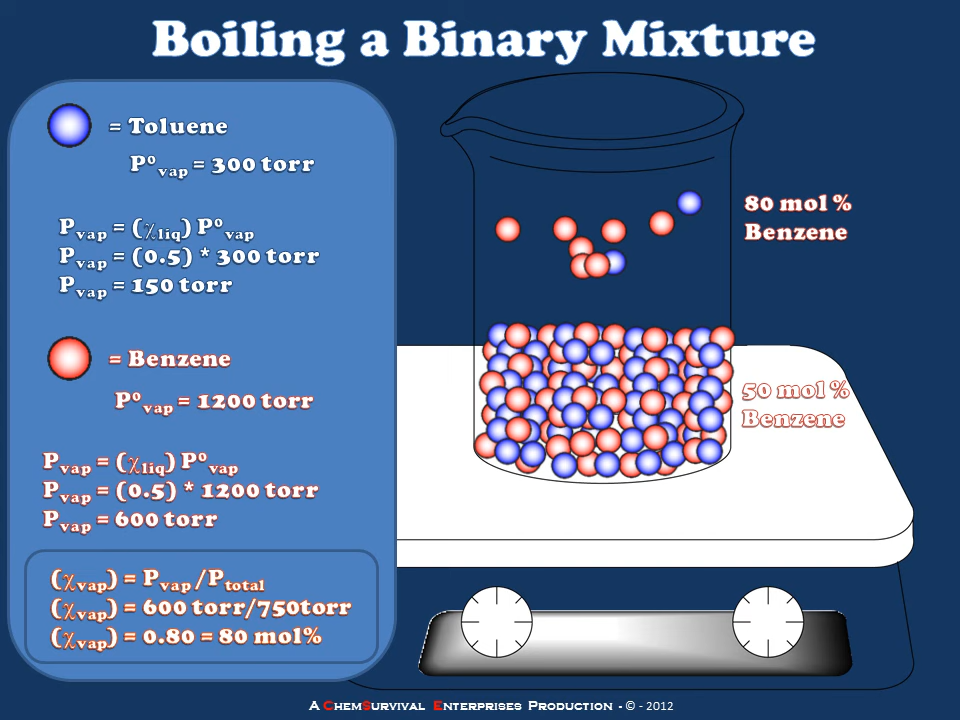 Boiling a Binary Mixture
= Toluene
P⁰vap = 300 torr
Pvap = (χliq) P⁰vap
Pvap = (0.5) * 300 torr
Pvap = 150 torr
= Benzene
P⁰vap = 1200 torr
Pvap = (χliq) P⁰vap
Pvap = (0.5) * 1200 torr
Pvap = 600 torr
(χvap) = Pvap /Ptotal
(χvap) = 600 torr/750torr
(χvap) = 0.80 = 80 mol%
80 mol %
Benzene
50 mol %
Benzene
A ChemSurvival Enterprises Production - © - 2012